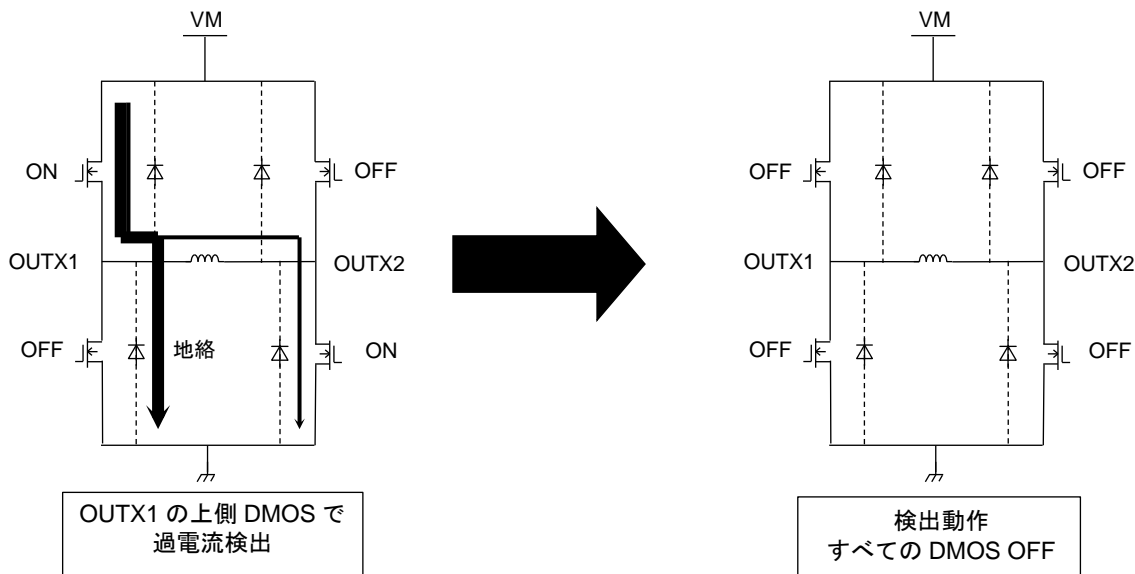 VM
ON
OFF
OUTX1
OUTX2
OFF
地絡
ON
OUTX1 の上側 DMOS で
過電流検出
VM
OFF
OFF
OUTX1
OUTX2
OFF
OFF
検出動作
すべての DMOS OFF